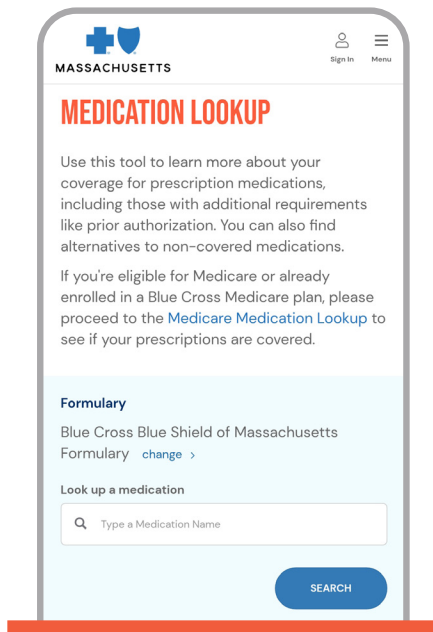 MASSACHUSETTS
Sign In
Menu
MEDICATION LOOKUP
Use this tool to learn more about your
coverage for prescription medications,
including those with additional requirements
like prior authorization. You can also find
alternatives to non-covered medications.
If you're eligible for Medicare or already
enrolled in a Blue Cross Medicare plan, please
proceed to the Medicare Medication Lookup to
see if your prescriptions are covered.
Formulary
Blue Cross Blue Shield of Massachusetts
Formulary change >
Look up a medication
Type a Medication Name
SEARCH